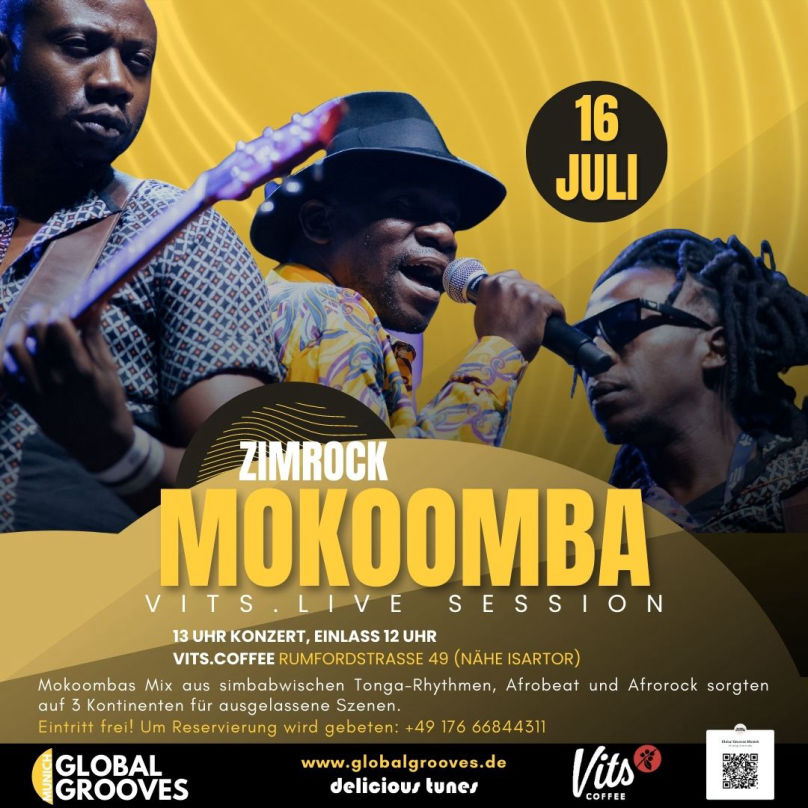 16
JULI
ZIMROCK
MOKOOMBA
VITS.LIVE SESSION
13 UHR KONZERT, EINLASS 12 UHR
VITS.COFFEE RUMFORDSTRASSE 49 (NÄHE ISARTOR)
Mokoombas Mix aus simbabwischen Tonga-Rhythmen, Afrobeat und Afrorock sorgten
auf 3 Kontinenten für ausgelassene Szenen.
Eintritt frei! Um Reservierung wird gebeten: +49 176 66844311
MUNICH
GLOBAL
GROOVES
www.globalgrooves.de
delicious tunes
Vits
COFFEE